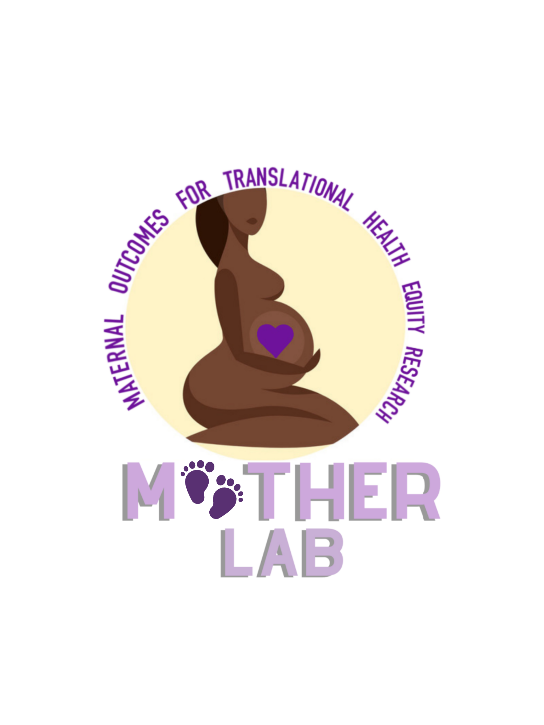 MATERNAL OUTCOMES FOR TRANSLATIONAL HEALTH EQUITY RESEARCH
MOTHER
LAB